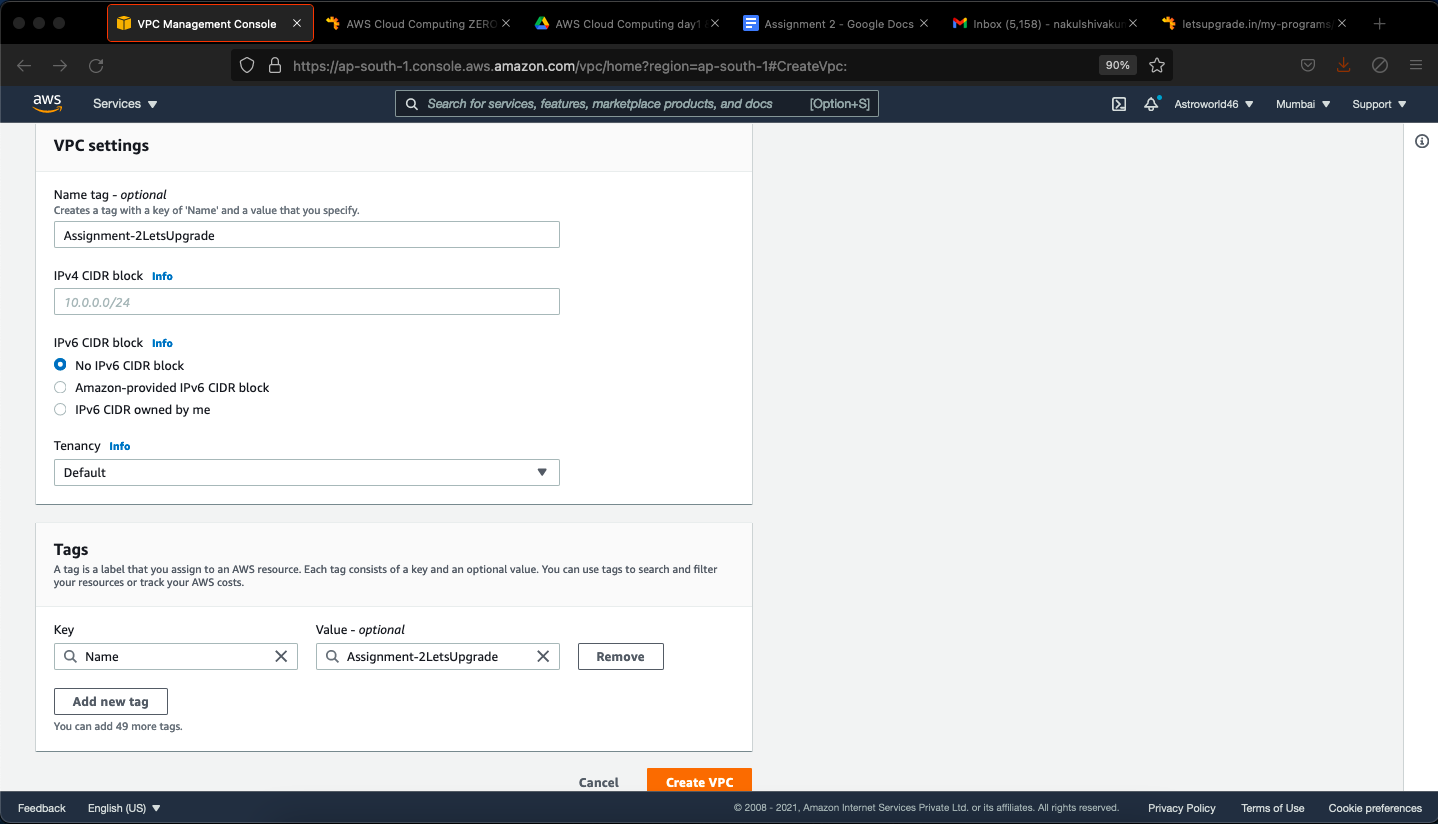 VPC Management Console
AWS Cloud Computing ZERO
AWS Cloud Computing day1
Assignment 2 - Google Docs
Inbox (5,158) - nakulshivakum
letsupgrade.in/my-programs/
https://ap-south-1.console.aws.amazon.com/vpc/home?region=ap-south-1#CreateVpc:
90%
aws
Services
Search for services, features, marketplace products, and docs
[Option+S]
Astroworld46
Mumbai
Support
VPC settings
Name tag - optional
Creates a tag with a key of 'Name' and a value that you specify.
Assignment-2LetsUpgrade
IPv4 CIDR block Info
10.0.0.0/24
IPv6 CIDR block Info
No IPv6 CIDR block
Amazon-provided IPv6 CIDR block
IPv6 CIDR owned by me
Tenancy Info
Default
Tags
A tag is a label that you assign to an AWS resource. Each tag consists of a key and an optional value. You can use tags to search and filter
your resources or track your AWS costs.
Key
Value - optional
Name
Assignment-2LetsUpgrade
Remove
Add new tag
You can add 49 more tags.
Cancel
Create VPC
Feedback
English (US)
© 2008 - 2021, Amazon Internet Services Private Ltd. or its affiliates. All rights reserved.
Privacy Policy
Terms of Use
Cookie preferences